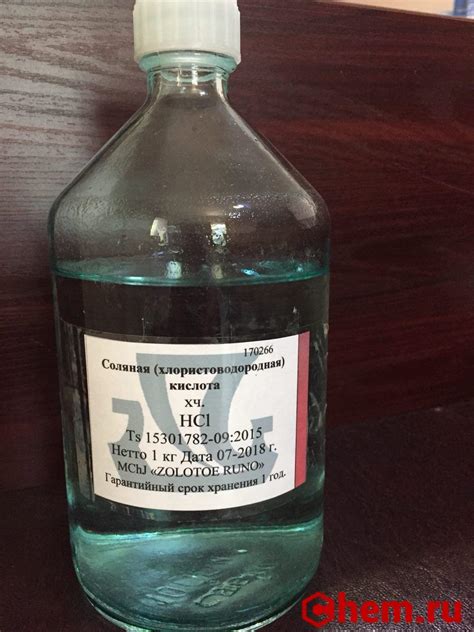 170266
Соляная (хлористоводородная)
кислота
хч.
HCl
Ts 15301782-09:2015
Нетто 1 кг Дата 07-2018 г.
MChJ «ZOLOTOE RUNO»
Гарантийный срок хранения 1 год.
Chem.ru